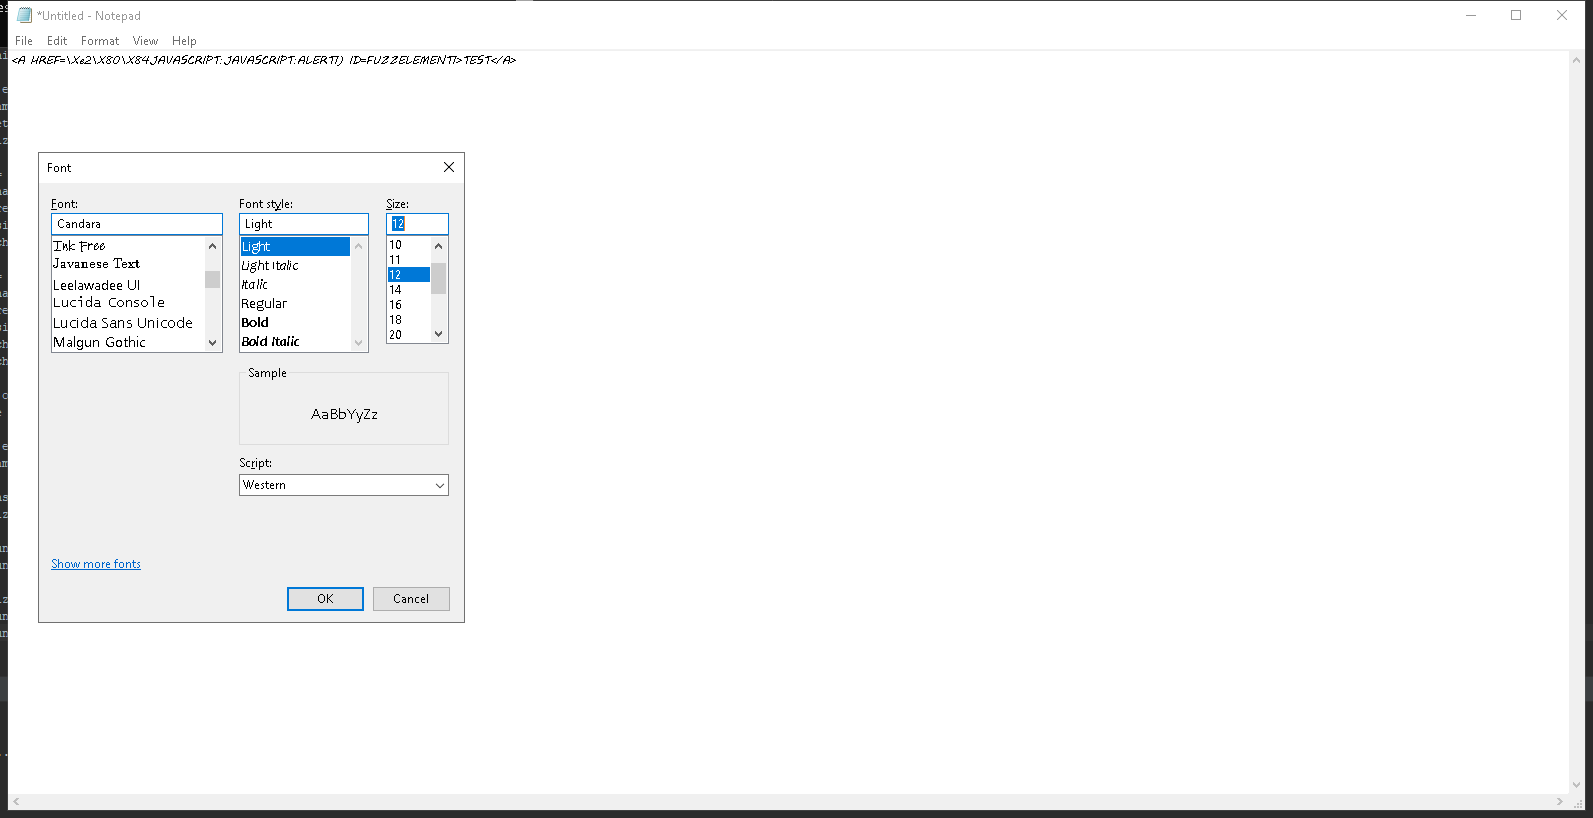 *Untitled - Notepad
File Edit Format View Help
<A HREF=\Xe2\X80\X84JAVASCRIPT:JAVASCRIPT:ALERT(1) ID=FUZZELEMENT1>TEST</A>
Font
Font:
Candara
Ink Free
Javanese Text
Leelawadee UI
Lucida Console
Lucida Sans Unicode
Malgun Gothic
Font style:
Light
Light
Light Italic
Italic
Regular
Bold
Bold Italic
Size:
12
10
11
12
14
16
18
20
Sample
AaBbYyZz
Script:
Western
Show more fonts
OK Cancel